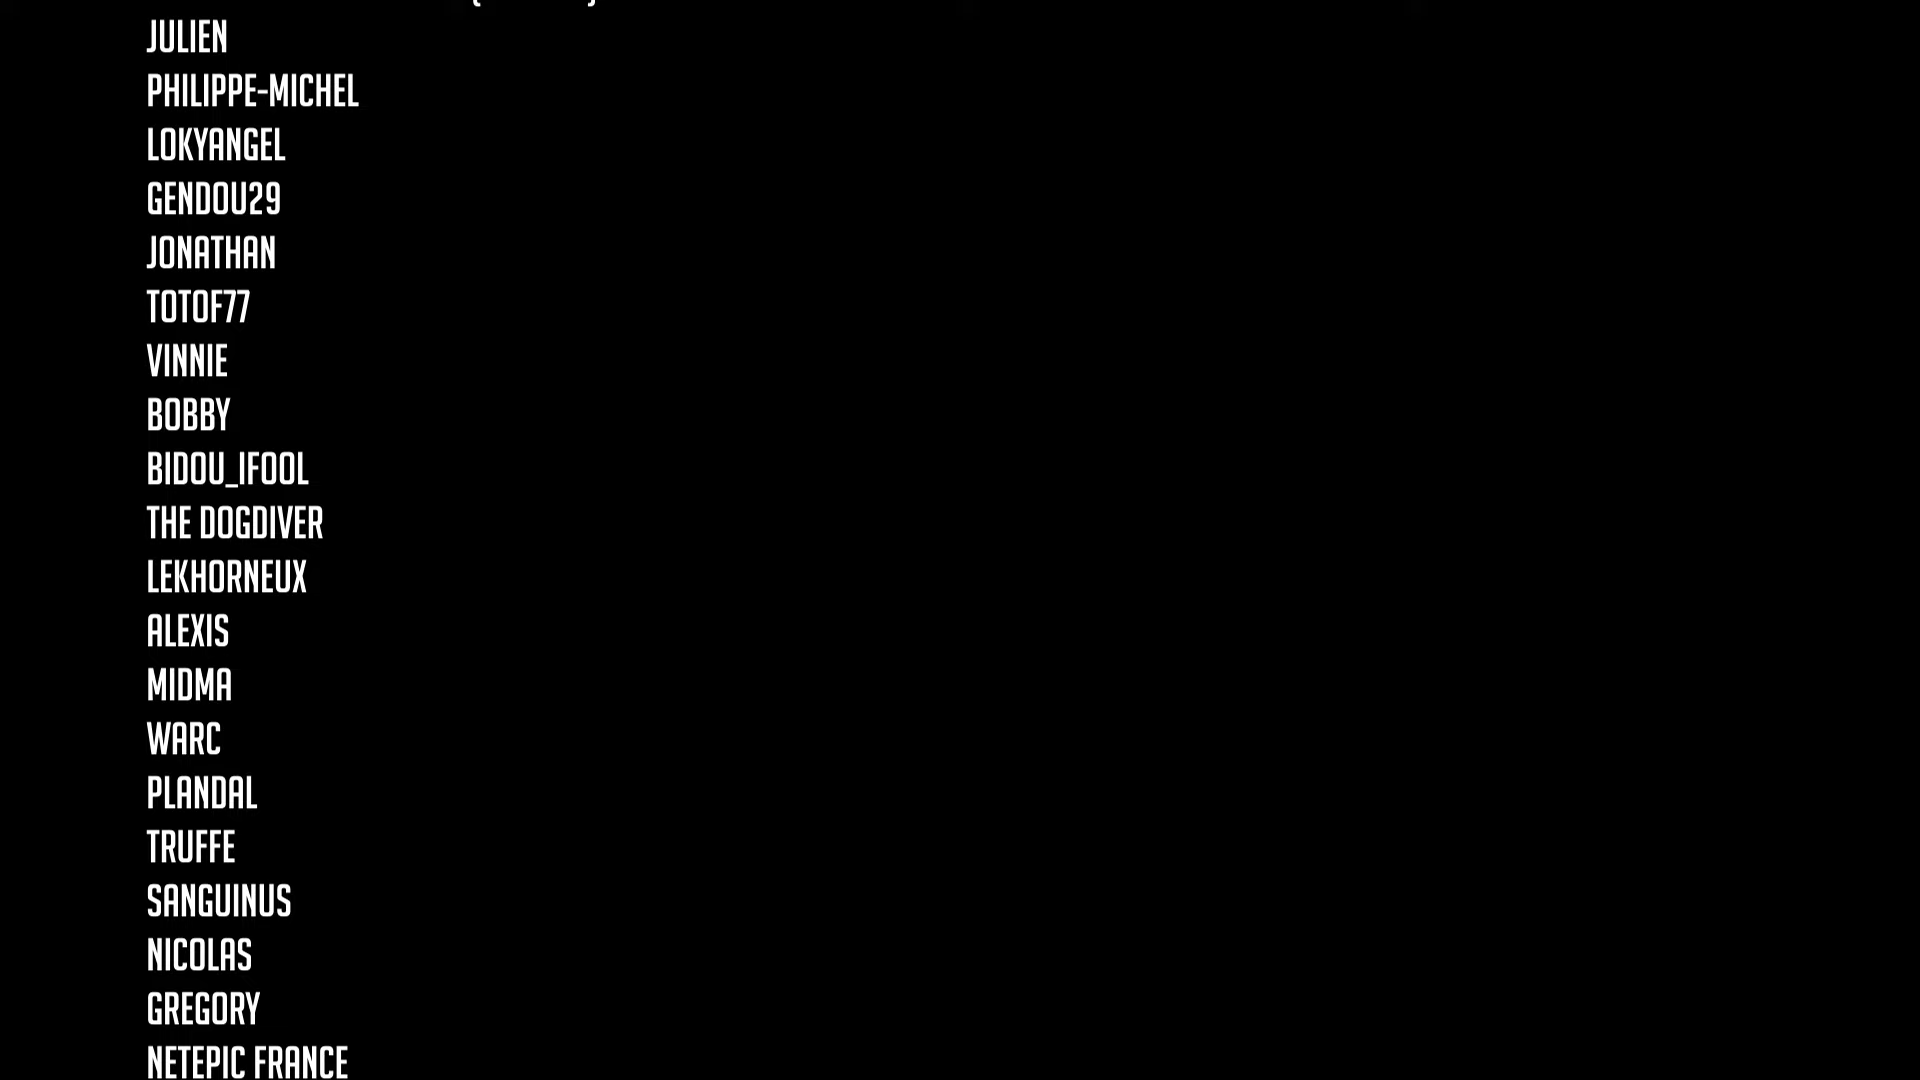 JULIEN
PHILIPPE-MICHEL
LOKYANGEL
GENDOU29
JONATHAN
TOTOF77
VINNIE
BOBBY
BIDOU_IFOOL
THE DOGDIVER
LEKHORNEUX
ALEXIS
MIDMA
WARC
PLANDAL
TRUFFE
SANGUINUS
NICOLAS
GREGORY
NETEPIC FRANCE